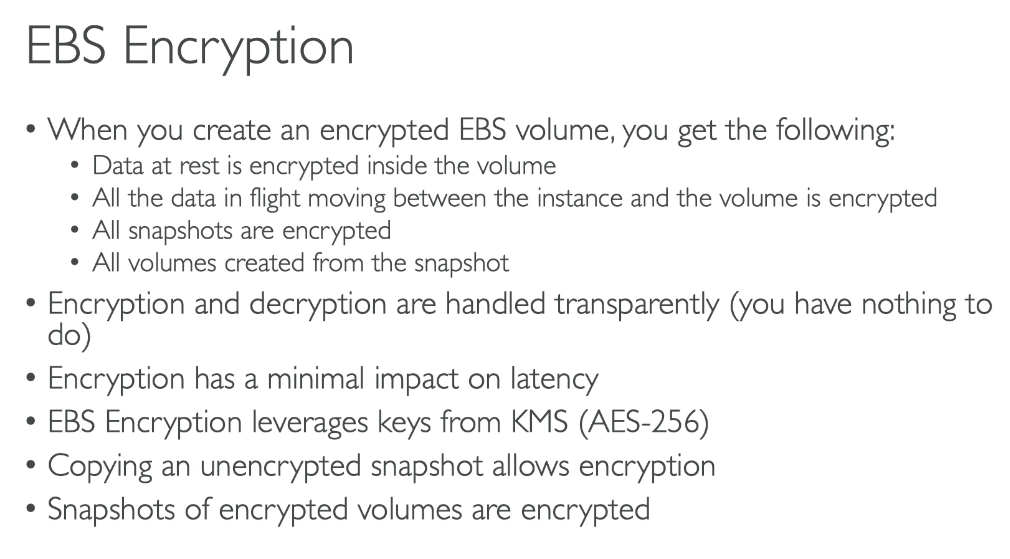 EBS Encryption
• When you create an encrypted EBS volume, you get the following:
• Data at rest is encrypted inside the volume
• All the data in flight moving between the instance and the volume is encrypted
• All snapshots are encrypted
• All volumes created from the snapshot
• Encryption and decryption are handled transparently (you have nothing to
do)
• Encryption has a minimal impact on latency
• EBS Encryption leverages keys from KMS (AES-256)
• Copying an unencrypted snapshot allows encryption
• Snapshots of encrypted volumes are encrypted